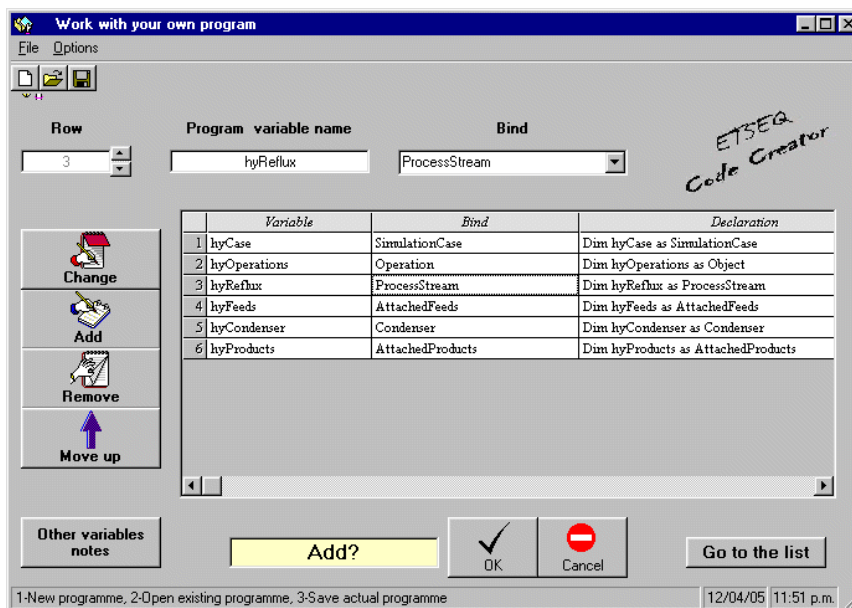 Work with your own program
File Options
Row Program variable name Bind
3 hyReflux ProcessStream
ETSEQ
Code Creator
Variable Bind Declaration
1 hyCase SimulationCase Dim hyCase as SimulationCase
2 hyOperations Operation Dim hyOperations as Object
3 hyReflux ProcessStream Dim hyReflux as ProcessStream
4 hyFeeds AttachedFeeds Dim hyFeeds as AttachedFeeds
5 hyCondenser Condenser Dim hyCondenser as Condenser
6 hyProducts AttachedProducts Dim hyProducts as AttachedProducts
Change
Add
Remove
Move up
Other variables
notes
Add?
OK
Cancel
Go to the list
1-New programme, 2-Open existing programme, 3-Save actual programme 12/04/05 11:51 p.m.